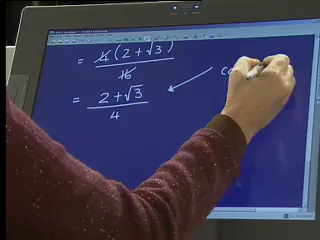 = 4(2+√3) / 16
= 2+√3 / 4